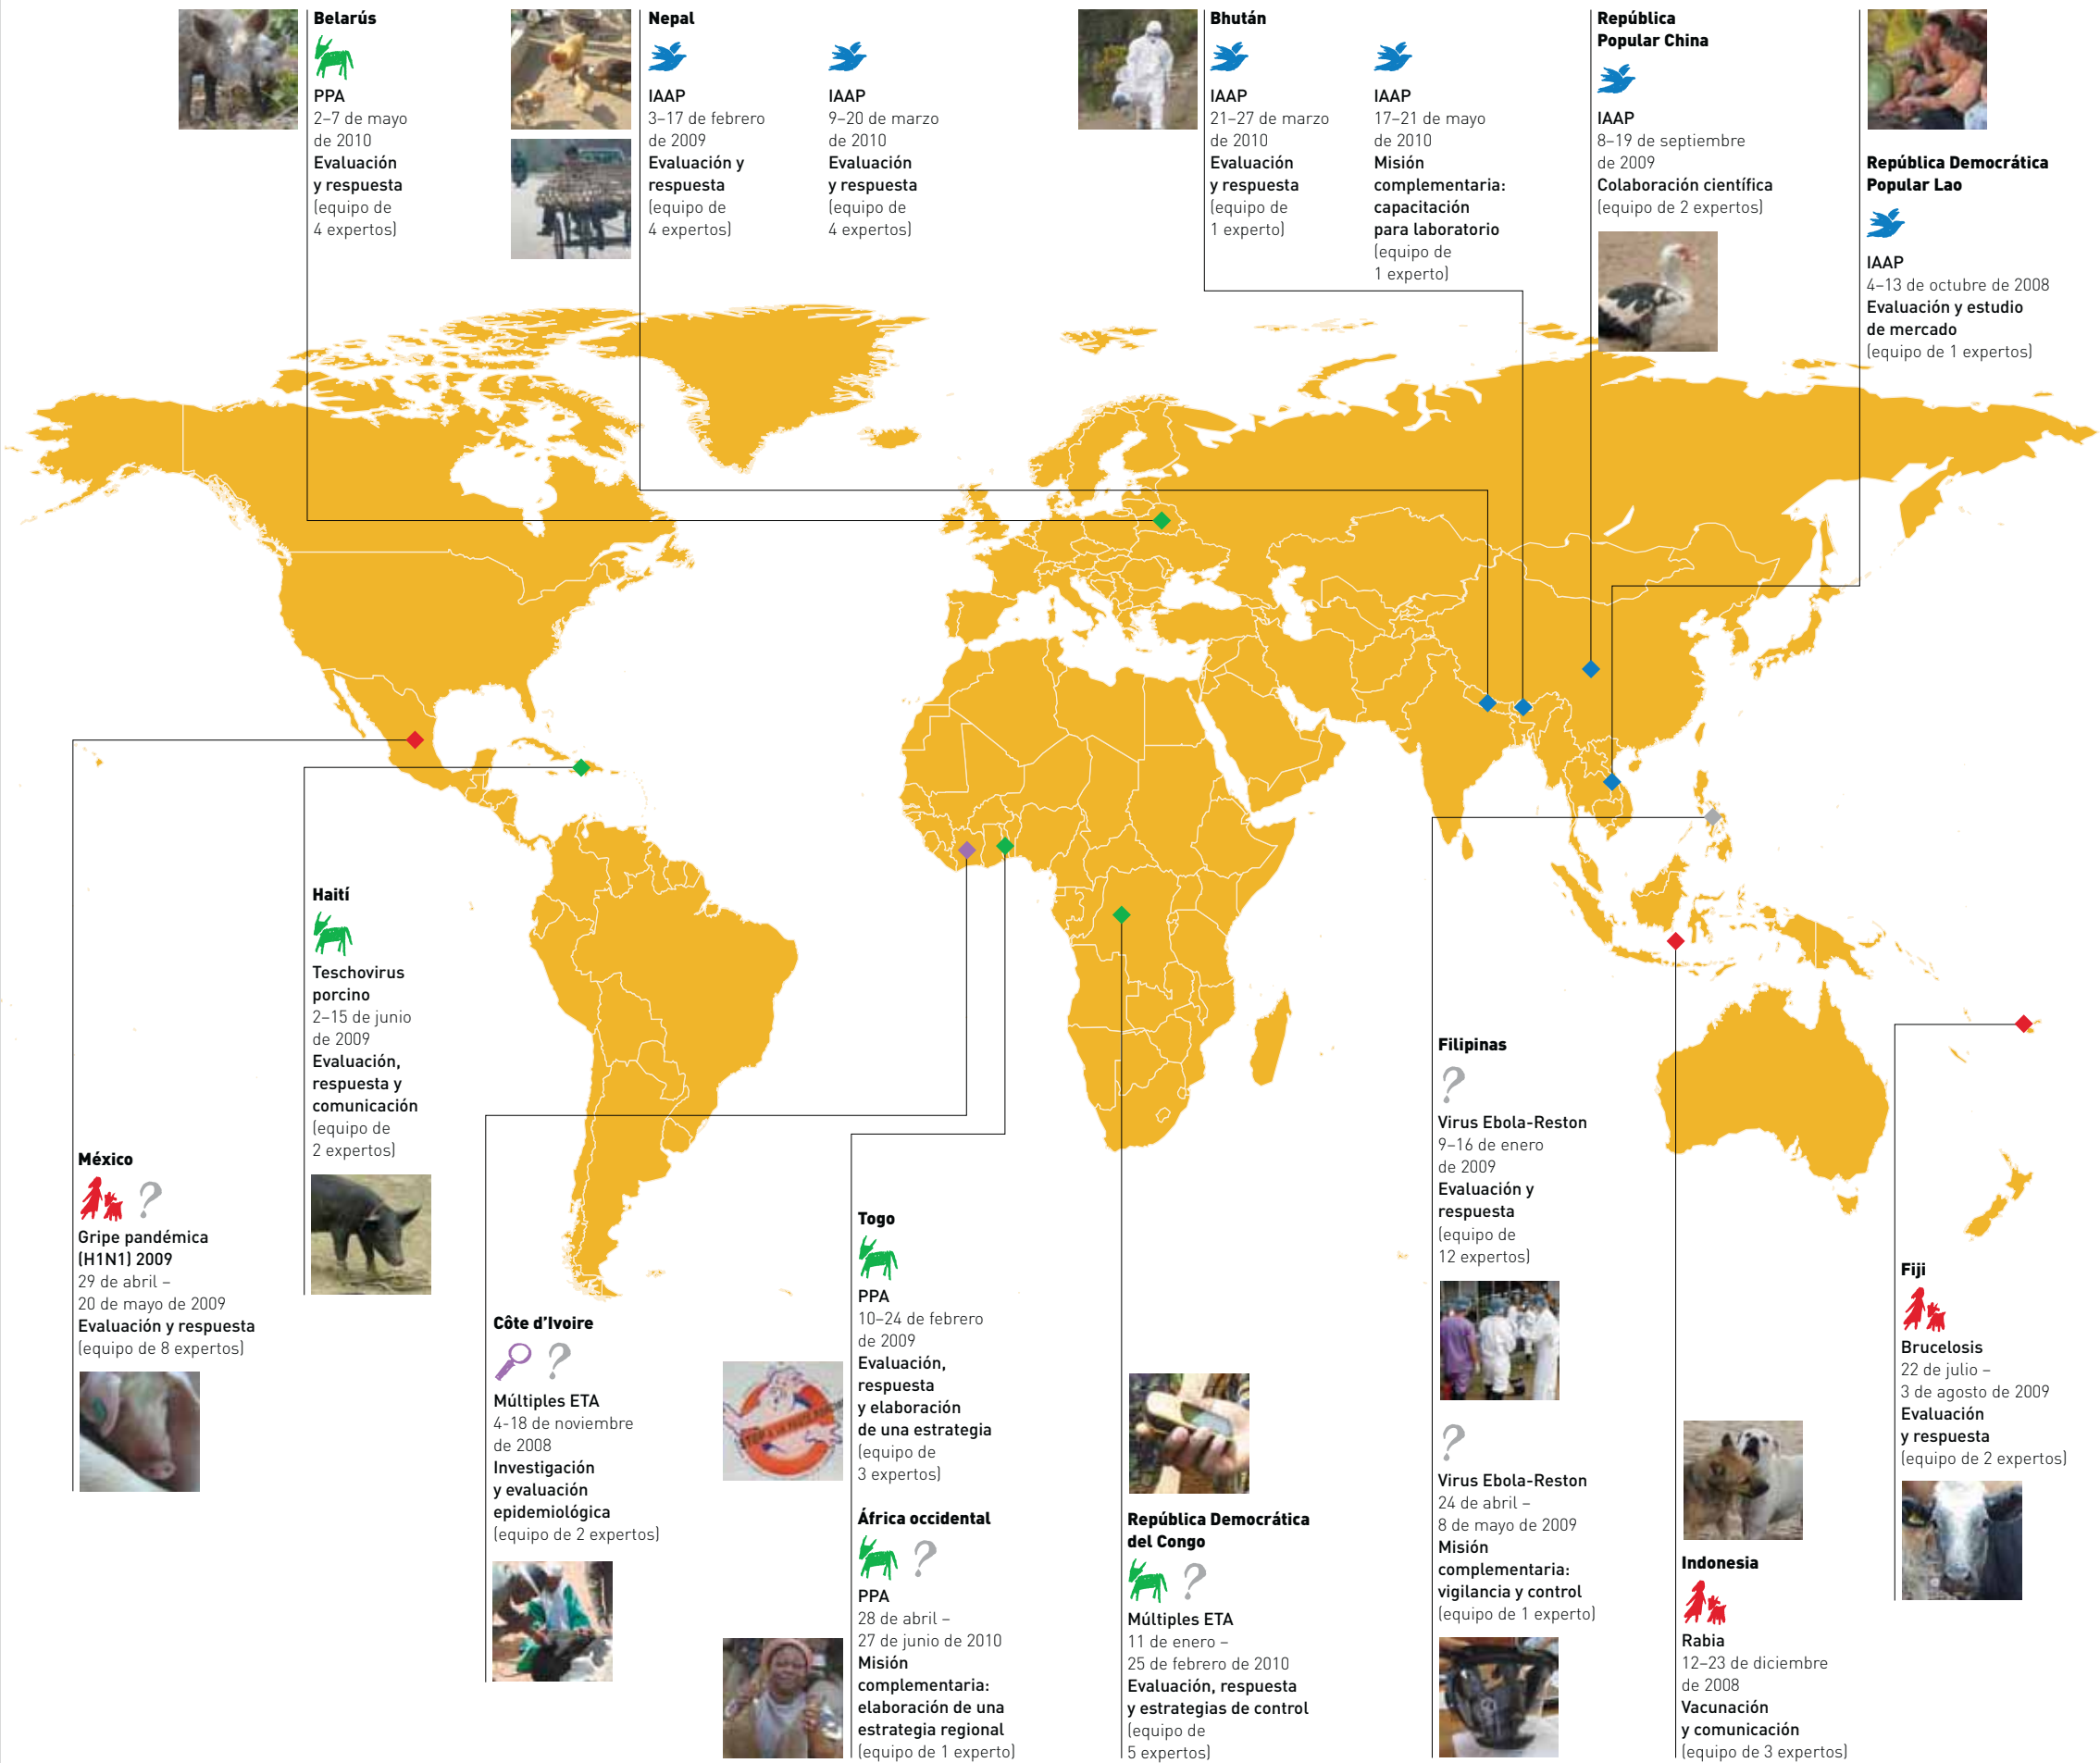 Belarús
PPA
2–7 de mayo
de 2010
Evaluación
y respuesta
(equipo de
4 expertos)
Nepal
IAAP
3–17 de febrero
de 2009
Evaluación y
respuesta
(equipo de
4 expertos)
IAAP
9–20 de marzo
de 2010
Evaluación
y respuesta
(equipo de
4 expertos)
Bhután
IAAP
21–27 de marzo
de 2010
Evaluación
y respuesta
(equipo de
1 experto)
IAAP
17–21 de mayo
de 2010
Misión
complementaria:
capacitación
para laboratorio
(equipo de
1 experto)
República
Popular China
IAAP
8–19 de septiembre
de 2009
Colaboración científica
(equipo de 2 expertos)
República Democrática
Popular Lao
IAAP
4–13 de octubre de 2008
Evaluación y estudio
de mercado
(equipo de 1 expertos)
México
?
Gripe pandémica
(H1N1) 2009
29 de abril –
20 de mayo de 2009
Evaluación y respuesta
(equipo de 8 expertos)
Haití
Teschovirus
porcino
2–15 de junio
de 2009
Evaluación,
respuesta y
comunicación
(equipo de
2 expertos)
Côte d’Ivoire
?
Múltiples ETA
4-18 de noviembre
de 2008
Investigación
y evaluación
epidemiológica
(equipo de 2 expertos)
Togo
PPA
10–24 de febrero
de 2009
Evaluación,
respuesta
y elaboración
de una estrategia
(equipo de
3 expertos)
África occidental
?
PPA
28 de abril –
27 de junio de 2010
Misión
complementaria:
elaboración de una
estrategia regional
(equipo de 1 experto)
República Democrática
del Congo
?
Múltiples ETA
11 de enero –
25 de febrero de 2010
Evaluación, respuesta
y estrategias de control
(equipo de
5 expertos)
Filipinas
?
Virus Ebola-Reston
9–16 de enero
de 2009
Evaluación y
respuesta
(equipo de
12 expertos)
?
Virus Ebola-Reston
24 de abril –
8 de mayo de 2009
Misión
complementaria:
vigilancia y control
(equipo de 1 experto)
Indonesia
Rabia
12–23 de diciembre
de 2008
Vacunación
y comunicación
(equipo de 3 expertos)
Fiji
Brucelosis
22 de julio –
3 de agosto de 2009
Evaluación
y respuesta
(equipo de 2 expertos)